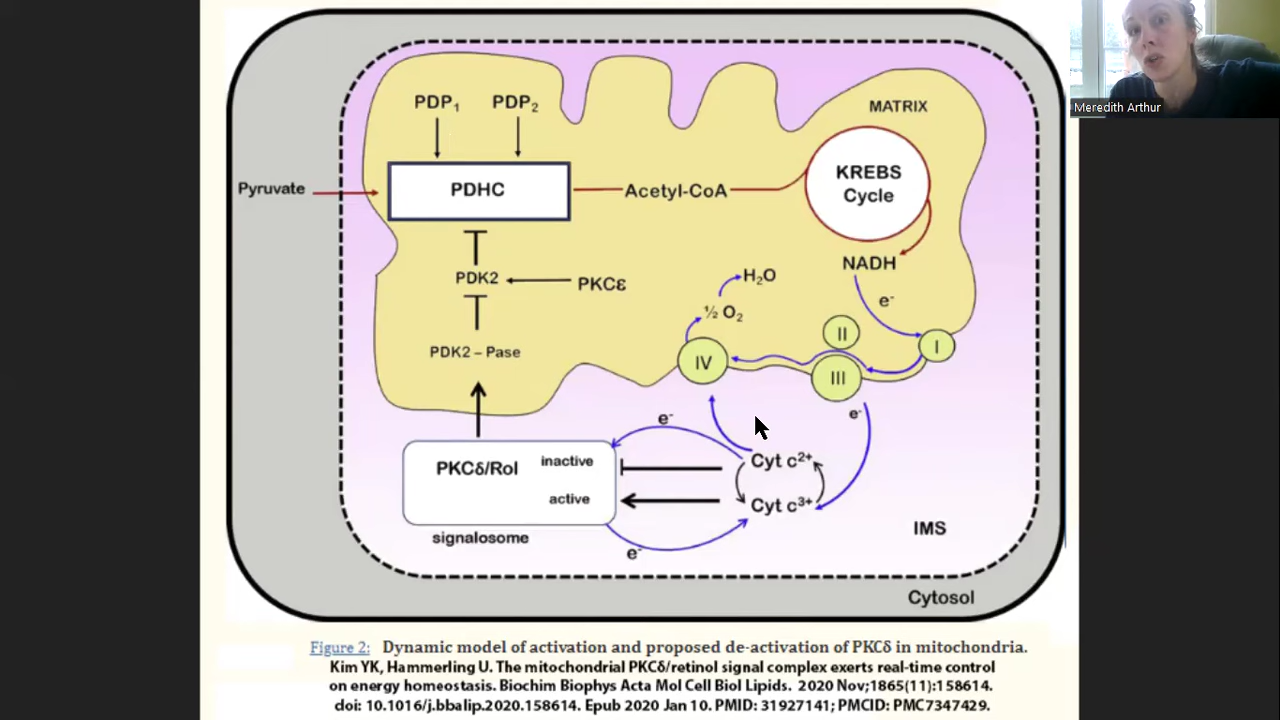 PDP1 PDP2
MATRIX
Meredith Arthur
Pyruvate
PDHC
Acetyl-CoA
KREBS
Cycle
NADH
PDK2
PKCε
H2O
½ O2
e-
II
I
IV
III
PDK2 – Pase
e-
e-
PKCδ/Rol
inactive
active
signalosome
Cyt c2+
Cyt c3+
e-
IMS
Cytosol
Figure 2: Dynamic model of activation and proposed de-activation of PKCδ in mitochondria.
Kim YK, Hammerling U. The mitochondrial PKCδ/retinol signal complex exerts real-time control
on energy homeostasis. Biochim Biophys Acta Mol Cell Biol Lipids. 2020 Nov;1865(11):158614.
doi: 10.1016/j.bbalip.2020.158614. Epub 2020 Jan 10. PMID: 31927141; PMCID: PMC7347429.